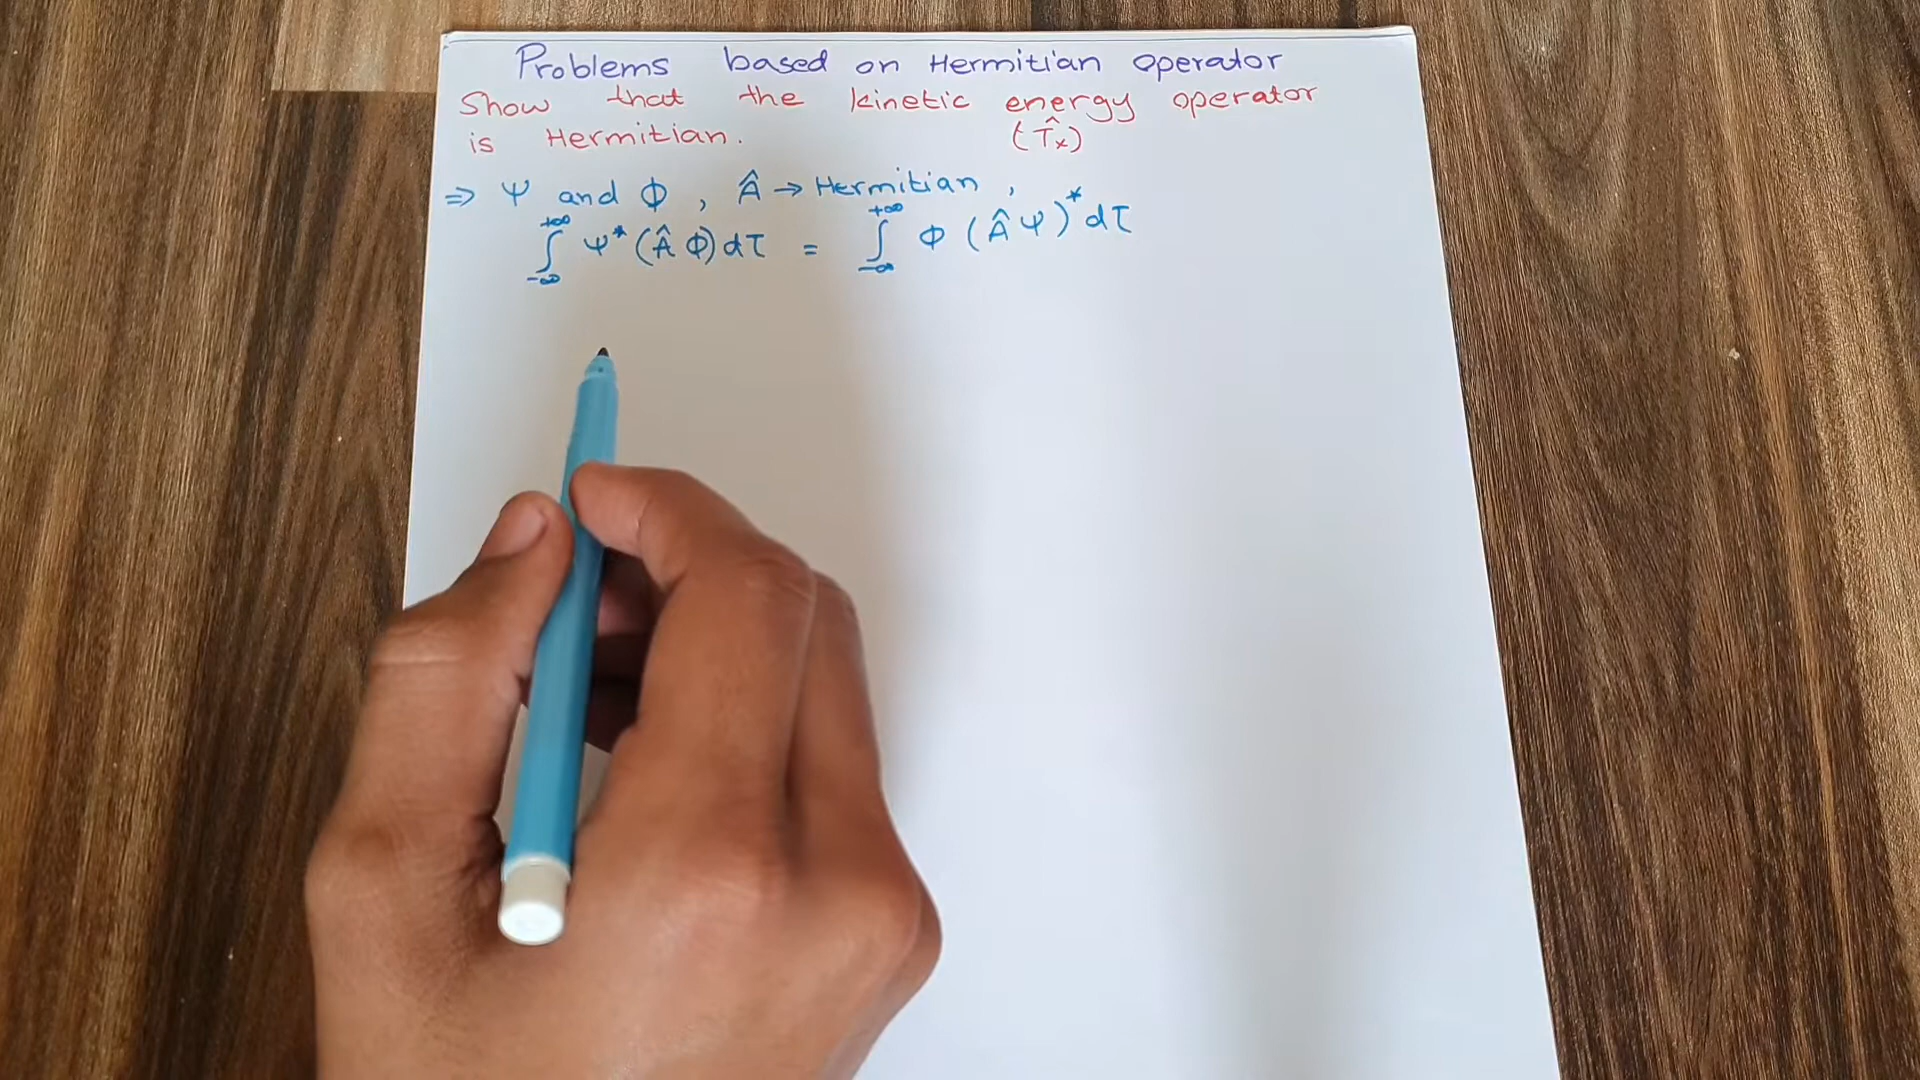 Problems based on Hermitian operator
Show that the kinetic energy operator
is Hermitian. (T̂ₓ)
⇒ Ψ and Φ , Â → Hermitian ,
∫₋∞⁺∞ Ψ* (Â Φ) dτ = ∫₋∞⁺∞ Φ (Â Ψ)* dτ